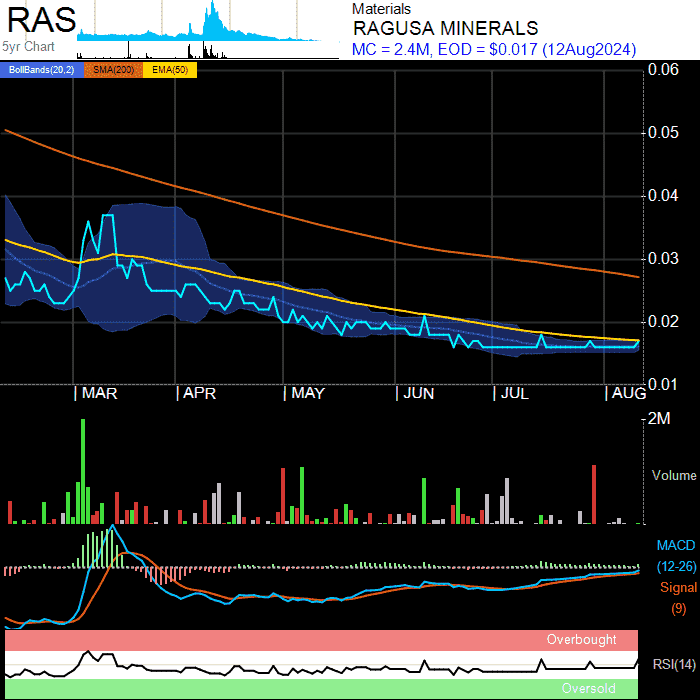 RAS
5yr Chart
Materials
RAGUSA MINERALS
MC = 2.4M, EOD = $0.017 (12Aug2024)
BollBands(20,2) SMA(200) EMA(50)
0.06
0.05
0.04
0.03
0.02
0.01
MAR APR MAY JUN JUL AUG
2M
Volume
MACD
(12-26)
Signal
(9)
Overbought
RSI(14)
Oversold